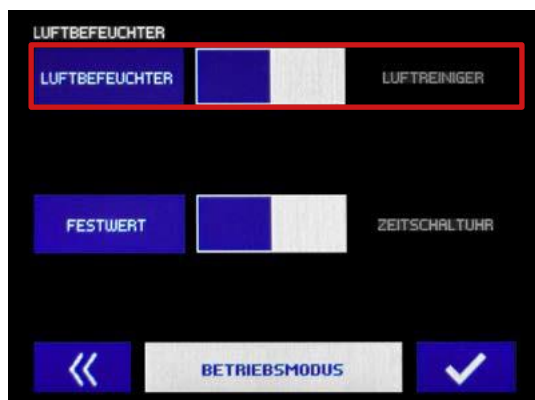 LUFTBEFEUCHTER
LUFTBEFEUCHTER LUFTREINIGER
FESTWERT ZEITSCHALTUHR
BETRIEBSMODUS